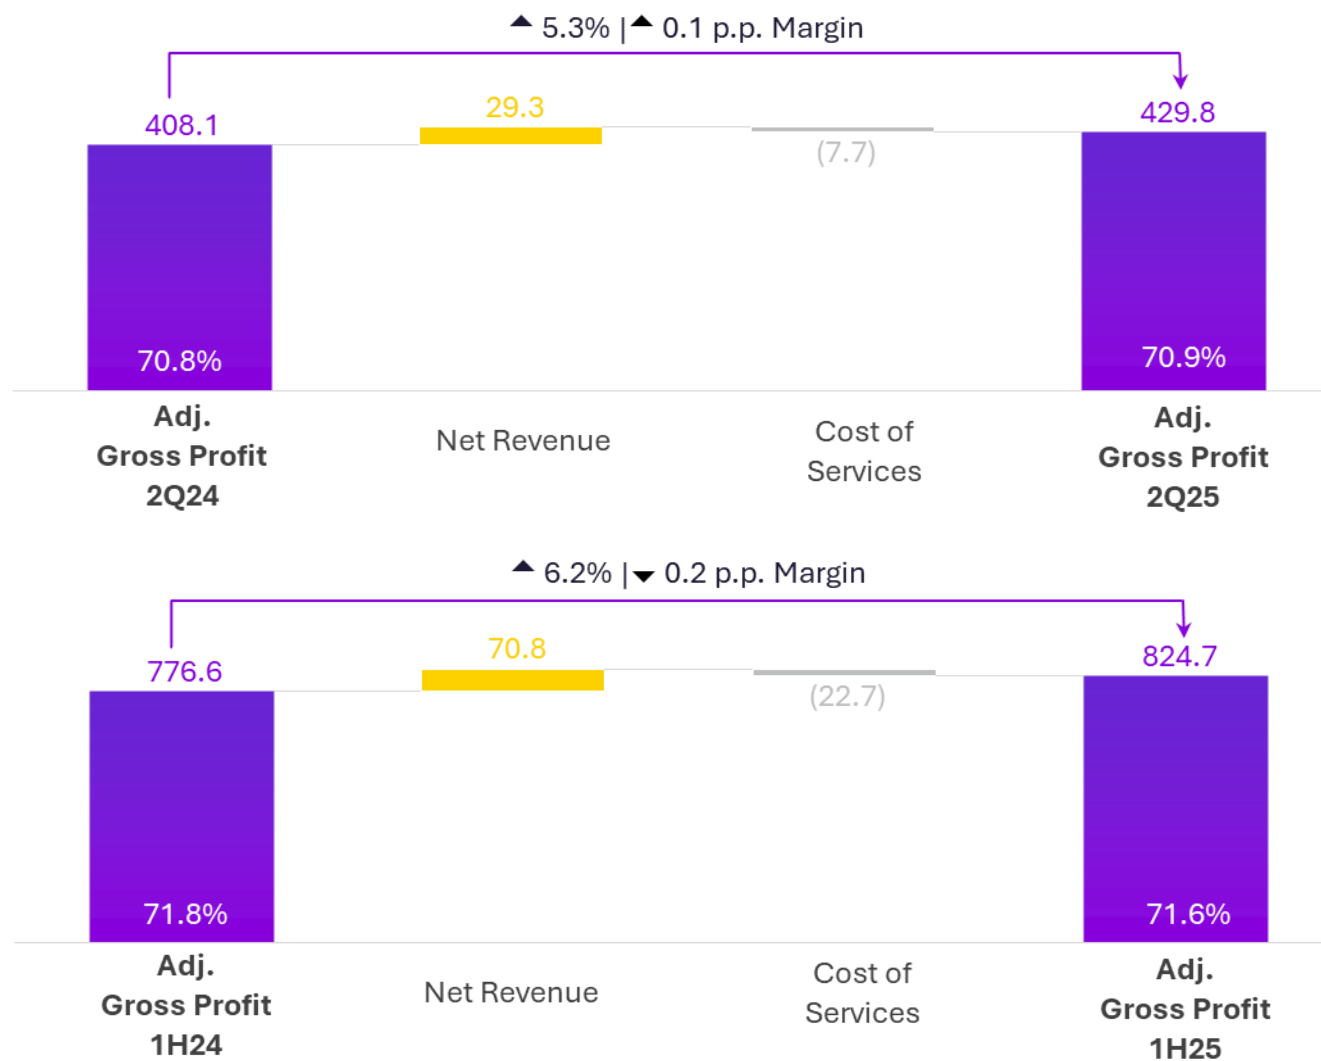 ▲ 5.3% |▲ 0.1 p.p. Margin
408.1
29.3
(7.7)
429.8
70.8%
70.9%
Adj.
Gross Profit
2Q24
Net Revenue
Cost of
Services
Adj.
Gross Profit
2Q25
▲ 6.2% |▼ 0.2 p.p. Margin
776.6
70.8
(22.7)
824.7
71.8%
71.6%
Adj.
Gross Profit
1H24
Net Revenue
Cost of
Services
Adj.
Gross Profit
1H25